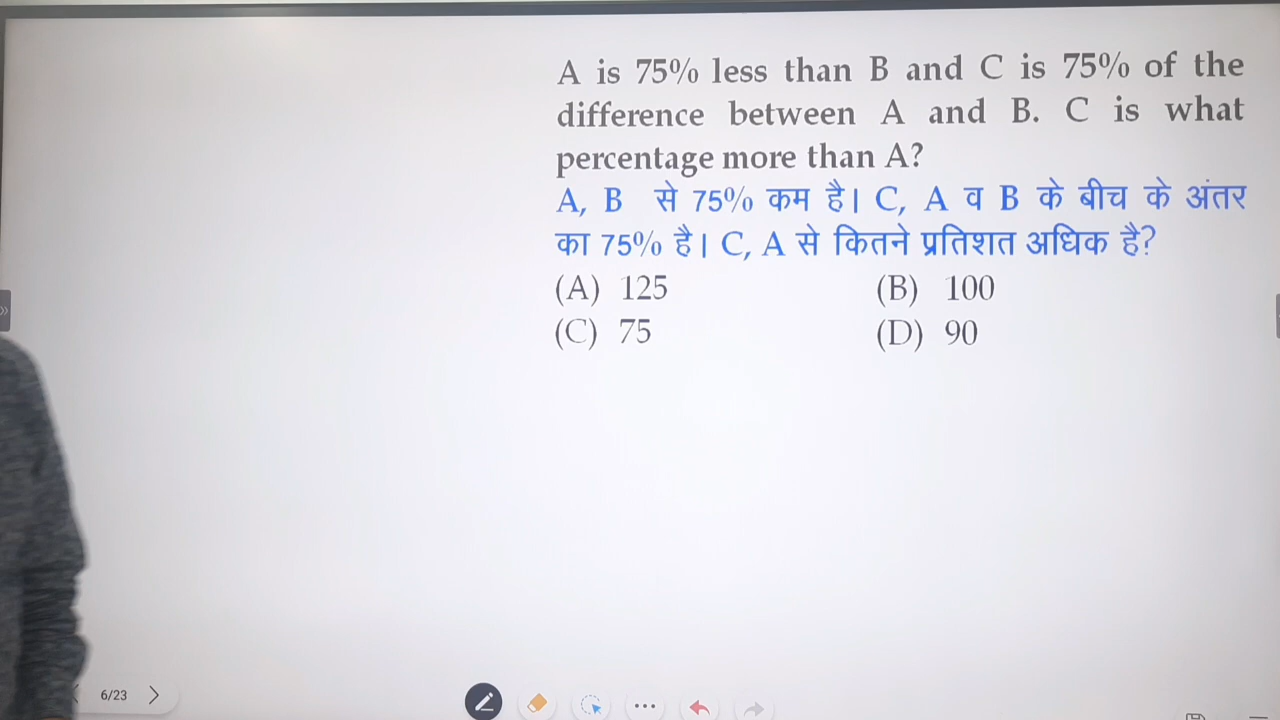 A is 75% less than B and C is 75% of the
difference between A and B. C is what
percentage more than A?
A, B से 75% कम है। C, A व B के बीच के अंतर
का 75% है। C, A से कितने प्रतिशत अधिक है?
(A) 125 (B) 100
(C) 75 (D) 90
6/23